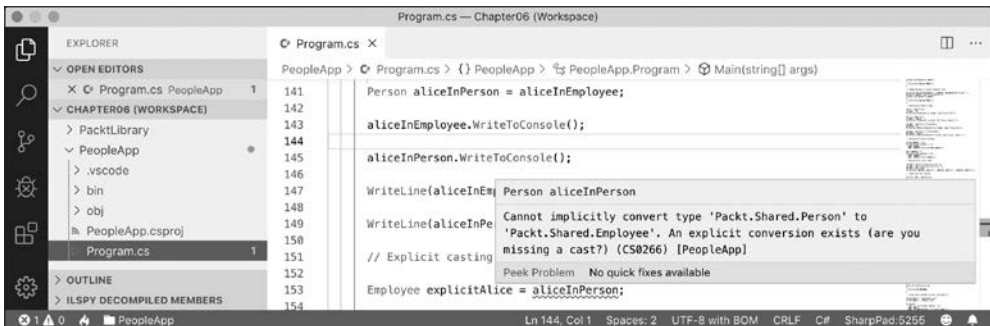 Program.cs — Chapter06 (Workspace)
EXPLORER
OPEN EDITORS
Program.cs PeopleApp 1
CHAPTER06 (WORKSPACE)
PacktLibrary
PeopleApp
.vscode
bin
obj
PeopleApp.csproj
Program.cs 1
OUTLINE
ILSPY DECOMPILED MEMBERS
Program.cs
PeopleApp > Program.cs > {} PeopleApp > PeopleApp.Program > Main(string[] args)
141 Person aliceInPerson = aliceInEmployee;
142
143 aliceInEmployee.WriteToConsole();
144
145 aliceInPerson.WriteToConsole();
146
147 WriteLine(aliceInEmp
148
149 WriteLine(aliceInPe
150
151 // Explicit casting
152
153 Employee explicitAlice = aliceInPerson;
154
Person aliceInPerson
Cannot implicitly convert type 'Packt.Shared.Person' to
'Packt.Shared.Employee'. An explicit conversion exists (are you
missing a cast?) (CS0266) [PeopleApp]
Peek Problem No quick fixes available
1 0 PeopleApp Ln 144, Col 1 Spaces: 2 UTF-8 with BOM CRLF C# SharpPad:5255